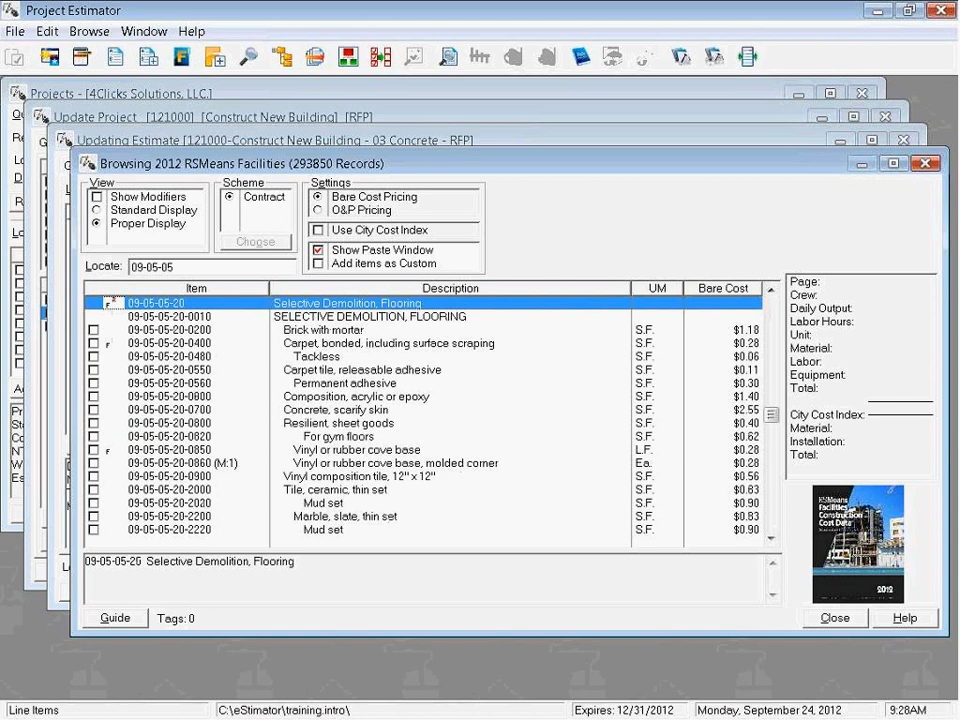 Project Estimator
File Edit Browse Window Help
Projects - [4Clicks Solutions, LLC.]
Update Project [121000] [Construct New Building] [RFP]
Updating Estimate [121000-Construct New Building - 03 Concrete - RFP]
Browsing 2012 RSMeans Facilities (293850 Records)
View Scheme Settings
Show Modifiers Contract Bare Cost Pricing
Standard Display O&P Pricing
Proper Display
Use City Cost Index
Choose Show Paste Window
Add items as Custom
Locate: 09-05-05
Item Description UM Bare Cost
09-05-05-20 Selective Demolition, Flooring
09-05-05-20-0010 SELECTIVE DEMOLITION, FLOORING
09-05-05-20-0200 Brick with mortar S.F. $1.18
09-05-05-20-0400 Carpet, bonded, including surface scraping S.F. $0.28
09-05-05-20-0480 Tackless S.F. $0.06
09-05-05-20-0550 Carpet tile, releasable adhesive S.F. $0.11
09-05-05-20-0560 Permanent adhesive S.F. $0.30
09-05-05-20-0600 Composition, acrylic or epoxy S.F. $1.40
09-05-05-20-0700 Concrete, scarify skin S.F. $2.55
09-05-05-20-0800 Resilient, sheet goods S.F. $0.40
09-05-05-20-0820 For gym floors S.F. $0.62
09-05-05-20-0850 Vinyl or rubber cove base L.F. $0.28
09-05-05-20-0860 (M:1) Vinyl or rubber cove base, molded corner Ea. $0.28
09-05-05-20-0900 Vinyl composition tile, 12" x 12" S.F. $0.56
09-05-05-20-2000 Tile, ceramic, thin set S.F. $0.83
09-05-05-20-2020 Mud set S.F. $0.90
09-05-05-20-2200 Marble, slate, thin set S.F. $0.83
09-05-05-20-2220 Mud set S.F. $0.90
Page:
Crew:
Daily Output:
Labor Hours:
Unit:
Material:
Labor:
Equipment:
Total:
City Cost Index:
Material:
Installation:
Total:
RSMeans
Facilities
Construction
Cost Data
2012
09-05-05-20 Selective Demolition, Flooring
Guide Tags: 0 Close Help
Line Items C:\eStimator\training.intro\ Expires: 12/31/2012 Monday, September 24, 2012 9:28AM